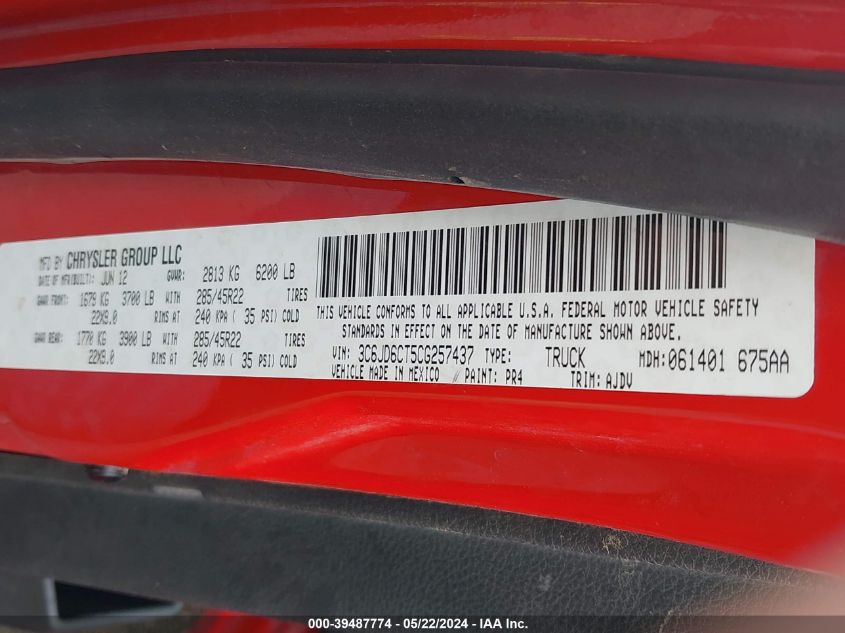 MFD BY CHRYSLER GROUP LLC
DATE OF MFR(BUILT): JUN 12 GVWR: 2813 KG 6200 LB
GAWR FRONT: 1679 KG 3700 LB WITH 285/45R22 TIRES
22X9.0 RIMS AT 240 KPA ( 35 PSI) COLD
GAWR REAR: 1770 KG 3900 LB WITH 285/45R22 TIRES
22X9.0 RIMS AT 240 KPA ( 35 PSI) COLD
THIS VEHICLE CONFORMS TO ALL APPLICABLE U.S.A. FEDERAL MOTOR VEHICLE SAFETY
STANDARDS IN EFFECT ON THE DATE OF MANUFACTURE SHOWN ABOVE.
VIN: 3C6JD6CT5CG257437 TYPE: TRUCK MDH:061401 675AA
VEHICLE MADE IN MEXICO PAINT: PR4 TRIM: AJDV
000-39487774 - 05/22/2024 - IAA Inc.